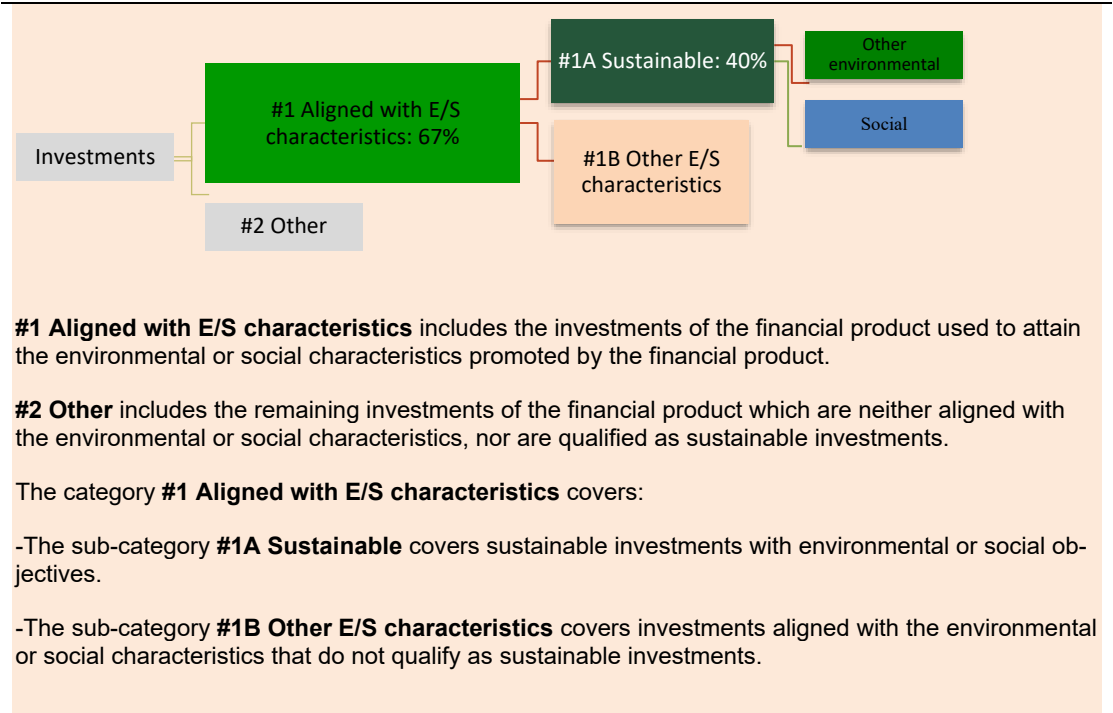 Investments
#1 Aligned with E/S
characteristics: 67%
#2 Other
#1A Sustainable: 40%
#1B Other E/S
characteristics
Other
environmental
Social
#1 Aligned with E/S characteristics includes the investments of the financial product used to attain
the environmental or social characteristics promoted by the financial product.
#2 Other includes the remaining investments of the financial product which are neither aligned with
the environmental or social characteristics, nor are qualified as sustainable investments.
The category #1 Aligned with E/S characteristics covers:
-The sub-category #1A Sustainable covers sustainable investments with environmental or social ob-
jectives.
-The sub-category #1B Other E/S characteristics covers investments aligned with the environmental
or social characteristics that do not qualify as sustainable investments.